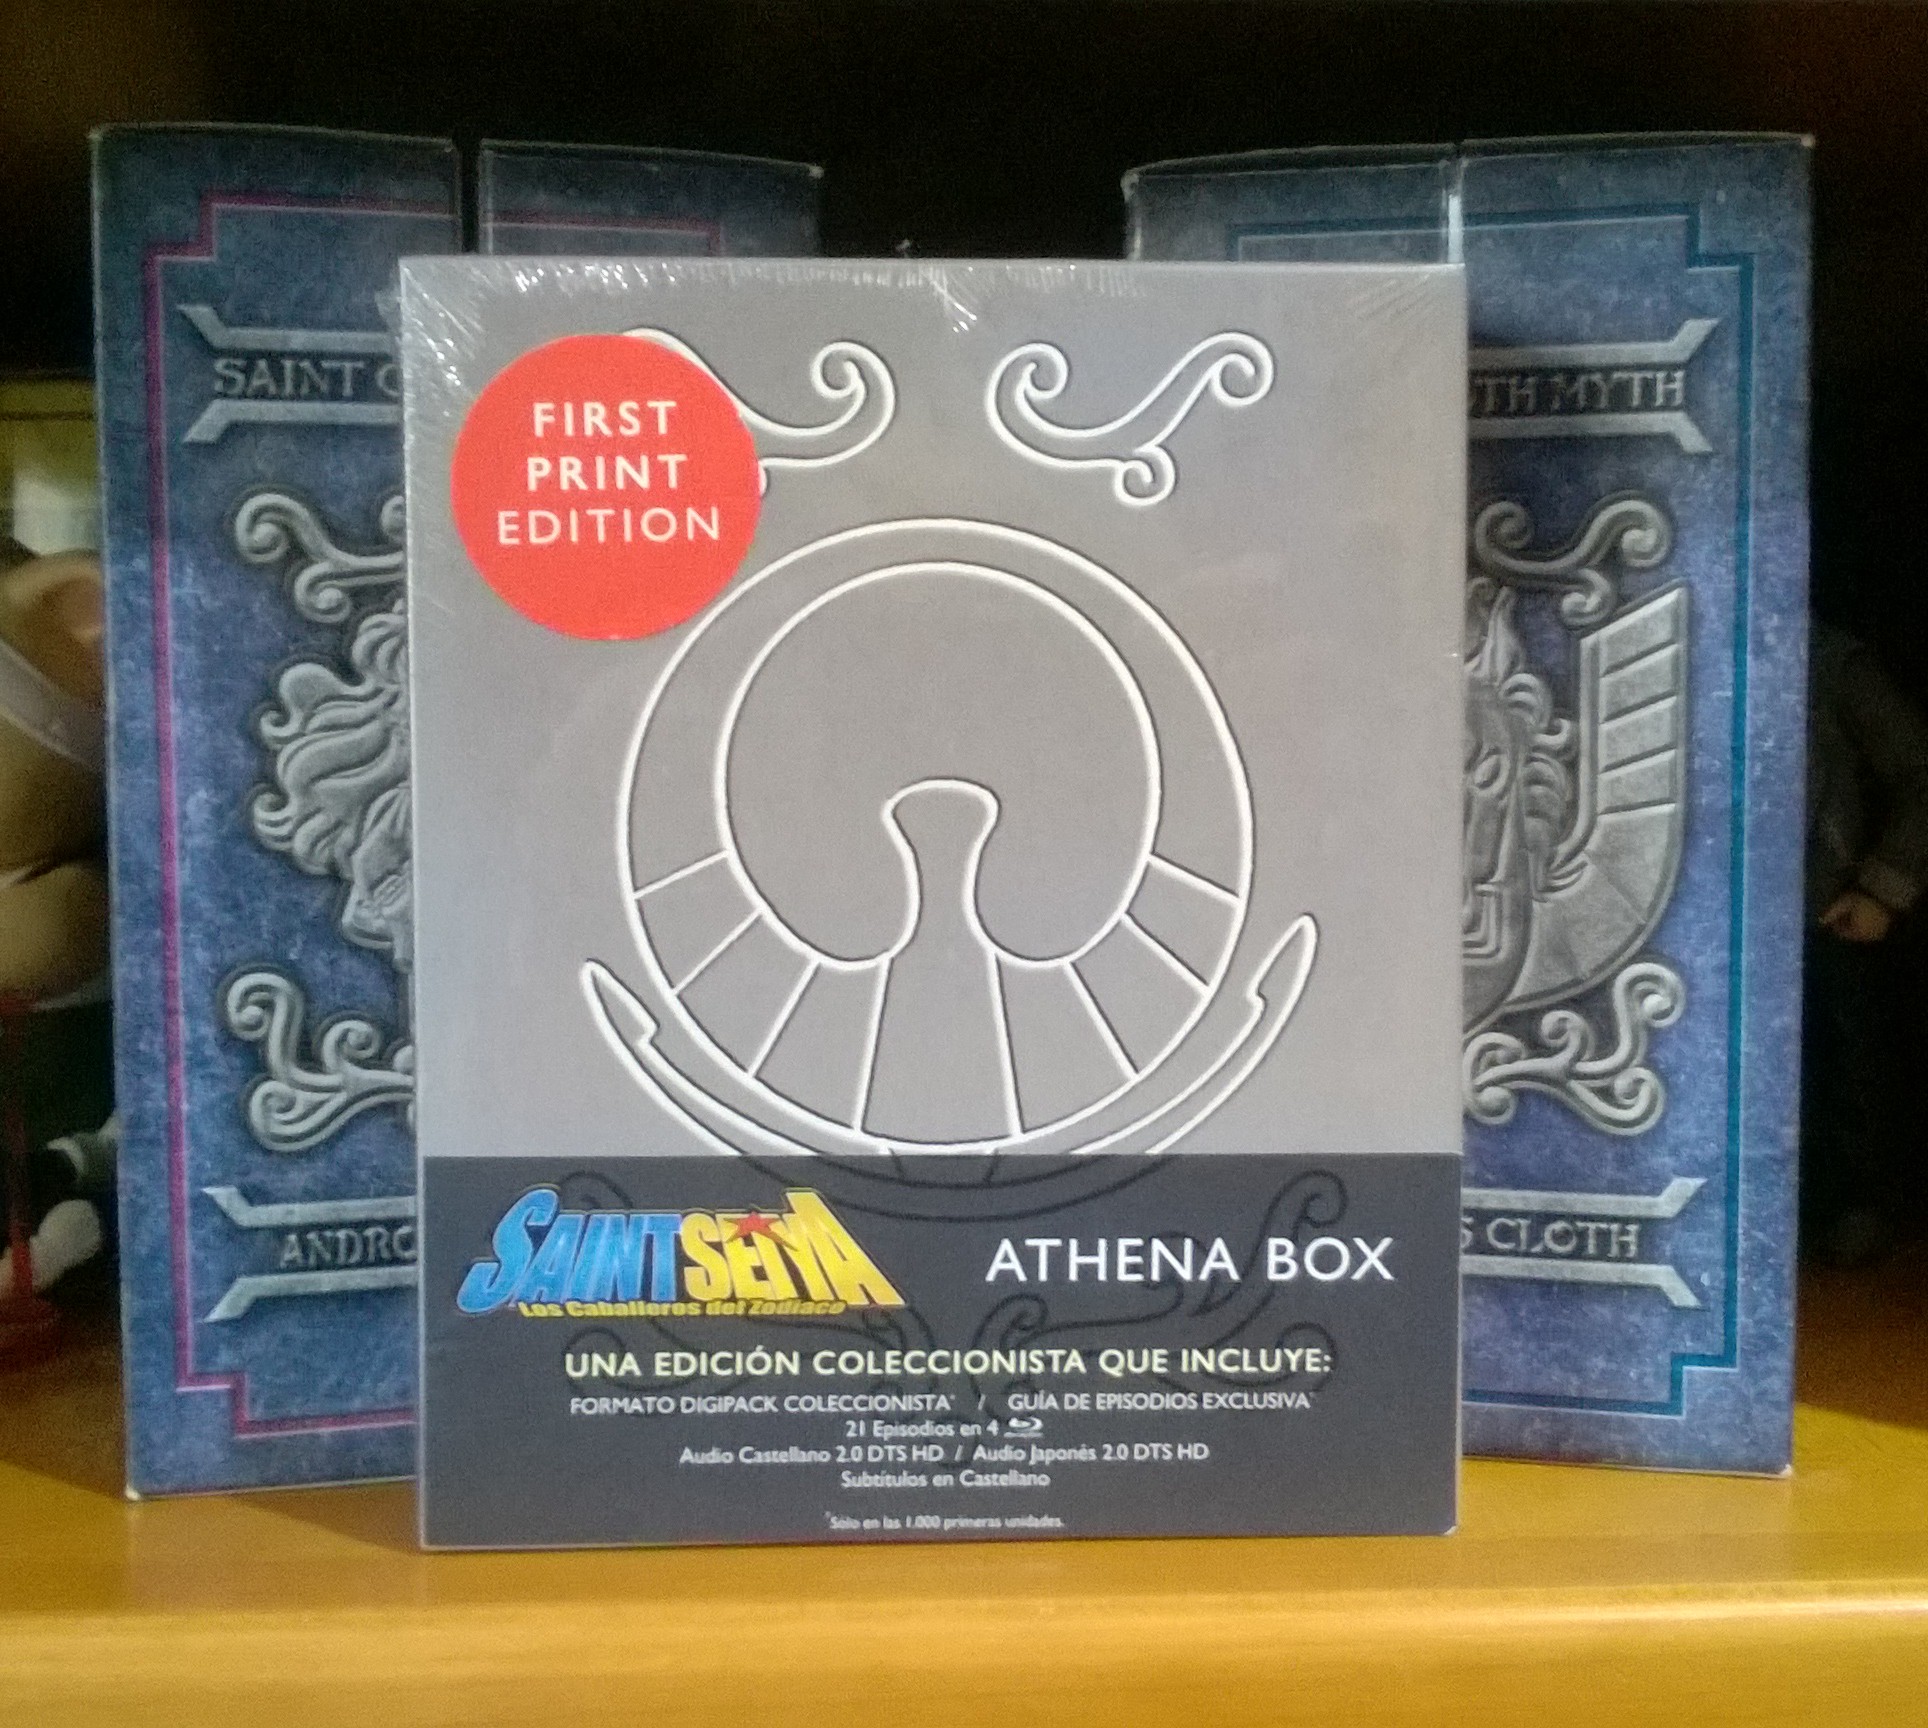 SAINT C
TH MYTH
FIRST
PRINT
EDITION
ANDRO
S CLOTH
SAINT SEIYA
Los Caballeros del Zodiaco
ATHENA BOX
UNA EDICIÓN COLECCIONISTA QUE INCLUYE:
FORMATO DIGIPACK COLECCIONISTA* / GUÍA DE EPISODIOS EXCLUSIVA*
21 Episodios en 4
Audio Castellano 2.0 DTS HD / Audio Japonés 2.0 DTS HD
Subtítulos en Castellano
*Sólo en las 1.000 primeras unidades.